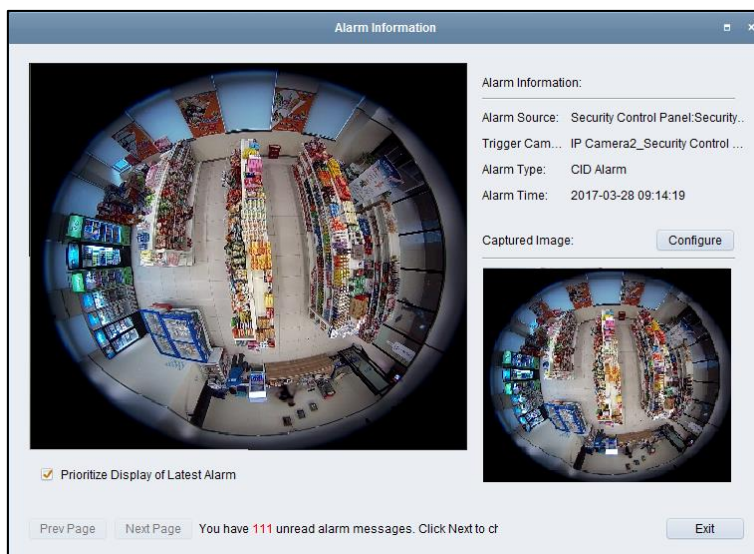 Alarm Information
Alarm Information:
Alarm Source: Security Control Panel:Security..
Trigger Cam... IP Camera2_Security Control ...
Alarm Type: CID Alarm
Alarm Time: 2017-03-28 09:14:19
Captured Image: Configure
Prioritize Display of Latest Alarm
Prev Page Next Page You have 111 unread alarm messages. Click Next to ch Exit